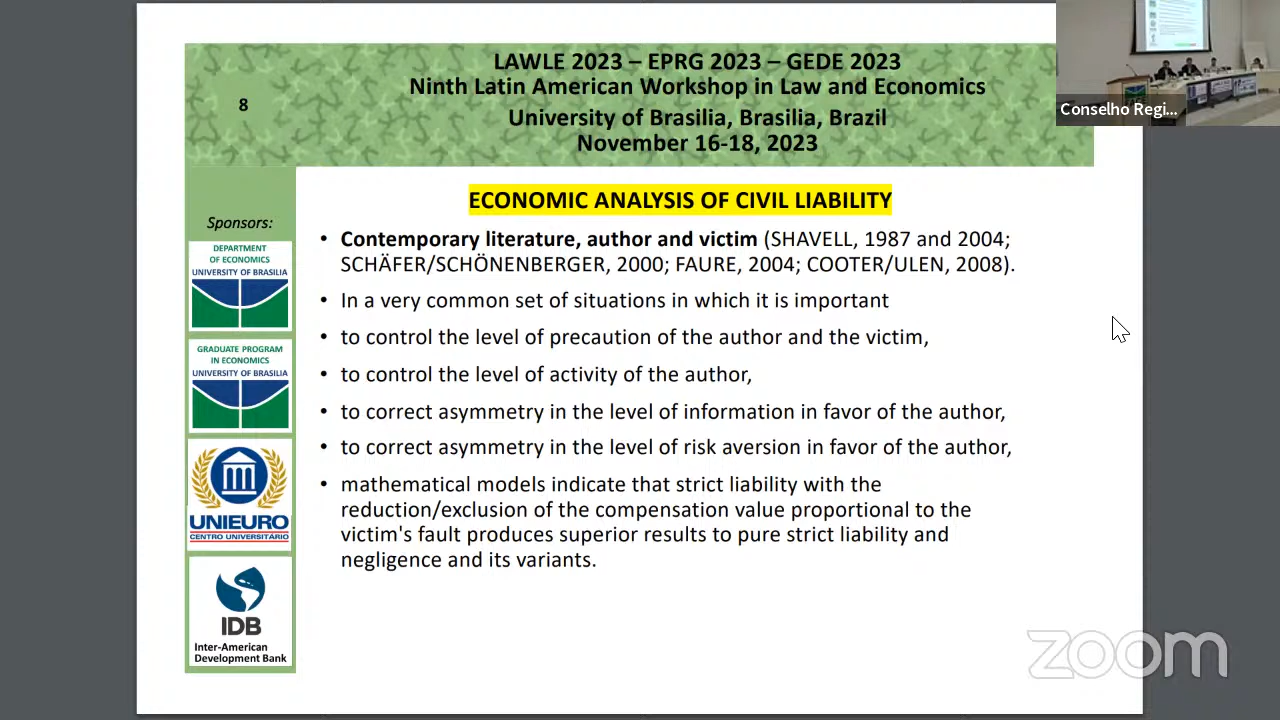 LAWLE 2023 – EPRG 2023 – GEDE 2023
Ninth Latin American Workshop in Law and Economics
University of Brasilia, Brasilia, Brazil
November 16-18, 2023
8
Conselho Regi...
Sponsors:
DEPARTMENT
OF ECONOMICS
UNIVERSITY OF BRASILIA
GRADUATE PROGRAM
IN ECONOMICS
UNIVERSITY OF BRASILIA
UNIEURO
CENTRO UNIVERSITÁRIO
IDB
Inter-American
Development Bank
ECONOMIC ANALYSIS OF CIVIL LIABILITY
• Contemporary literature, author and victim (SHAVELL, 1987 and 2004;
SCHÄFER/SCHÖNENBERGER, 2000; FAURE, 2004; COOTER/ULEN, 2008).
• In a very common set of situations in which it is important
• to control the level of precaution of the author and the victim,
• to control the level of activity of the author,
• to correct asymmetry in the level of information in favor of the author,
• to correct asymmetry in the level of risk aversion in favor of the author,
• mathematical models indicate that strict liability with the
reduction/exclusion of the compensation value proportional to the
victim's fault produces superior results to pure strict liability and
negligence and its variants.
zoom